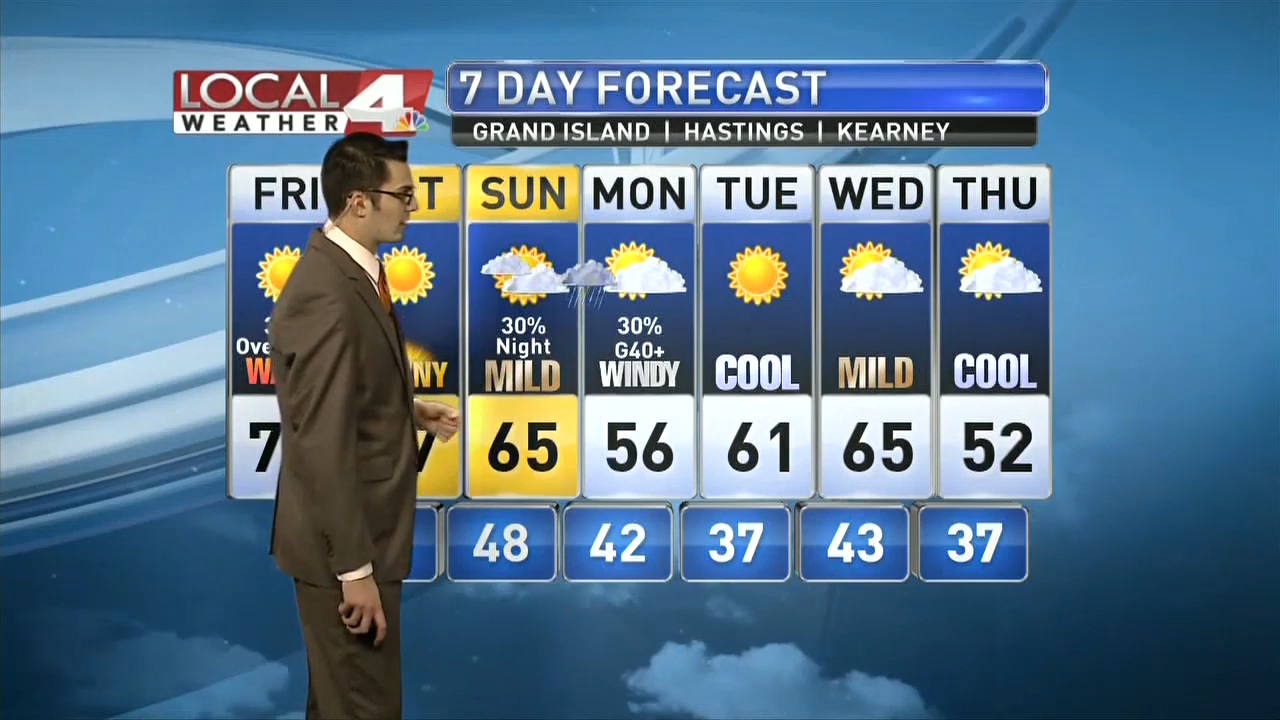 LOCAL 4
WEATHER
7 DAY FORECAST
GRAND ISLAND | HASTINGS | KEARNEY
FRI SUN MON TUE WED THU
30% 30%
Night G40+
MILD WINDY COOL MILD COOL
65 56 61 65 52
48 42 37 43 37